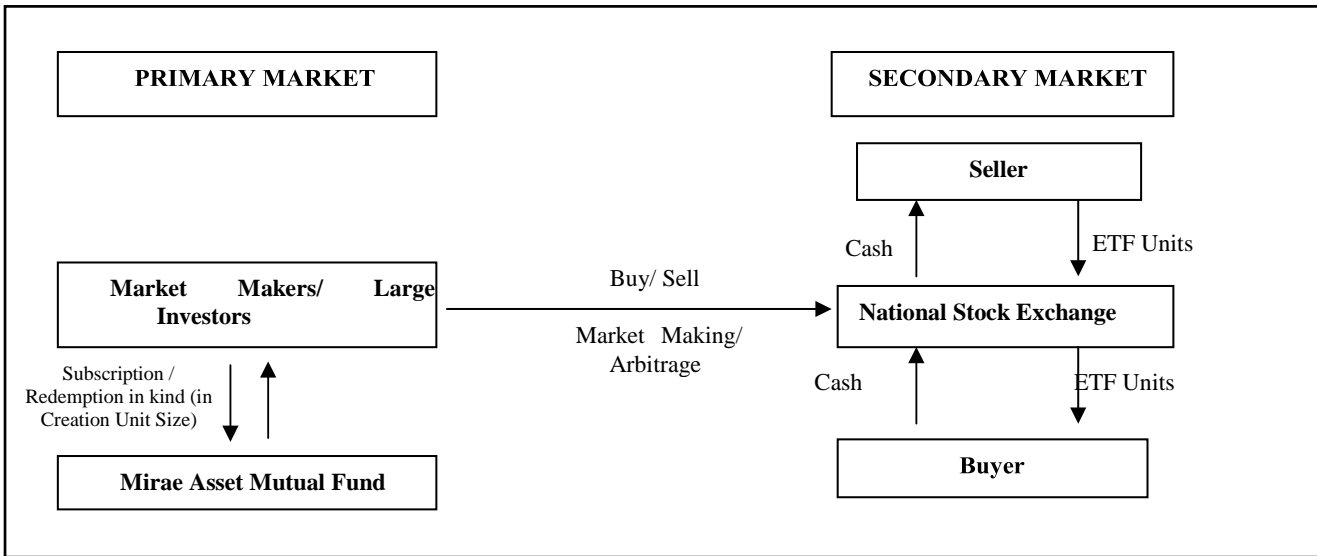 PRIMARY MARKET
SECONDARY MARKET
Seller
Cash
ETF Units
Market Makers/ Large
Investors
Buy/ Sell
National Stock Exchange
Market Making/
Arbitrage
Subscription /
Redemption in kind (in
Creation Unit Size)
Cash
ETF Units
Mirae Asset Mutual Fund
Buyer